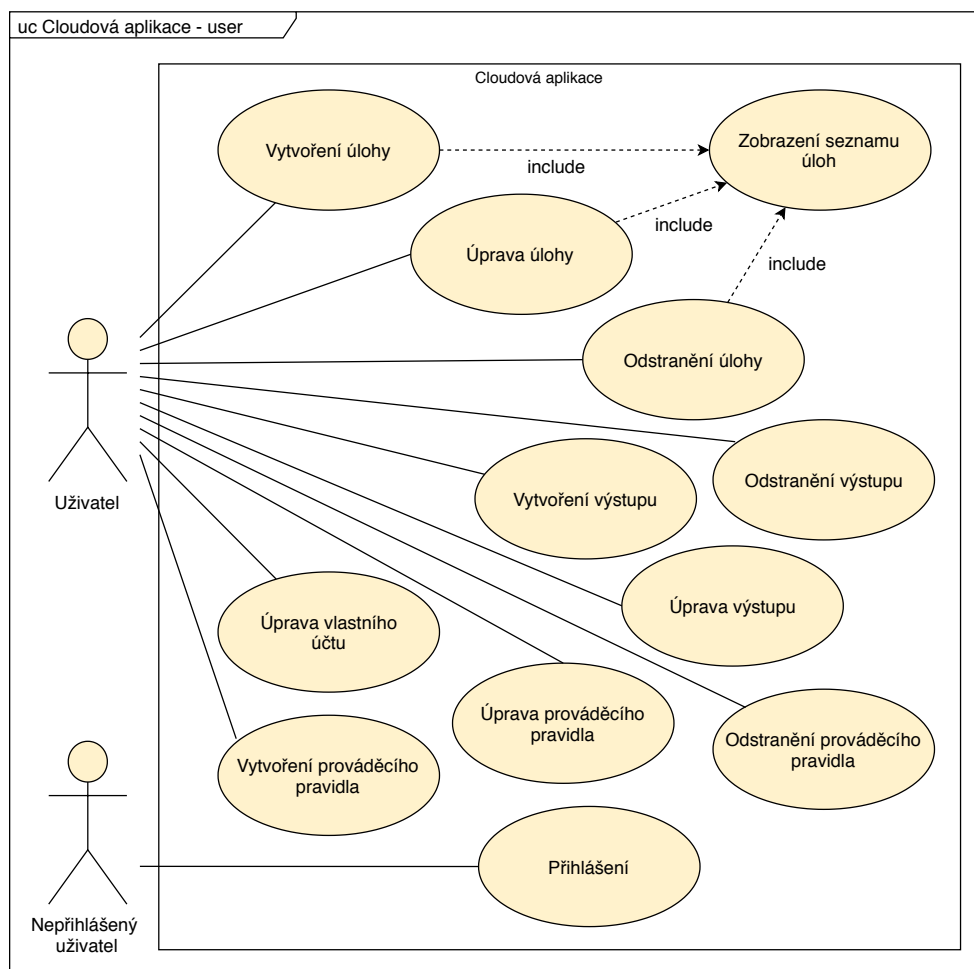 uc Cloudová aplikace - user
Cloudová aplikace
Vytvoření úlohy
Zobrazení seznamu
úloh
include
include
Úprava úlohy
include
Odstranění úlohy
Uživatel
Odstranění výstupu
Vytvoření výstupu
Úprava výstupu
Úprava vlastního
účtu
Úprava prováděcího
pravidla
Odstranění prováděcího
pravidla
Vytvoření prováděcího
pravidla
Přihlášení
Nepřihlášený
uživatel